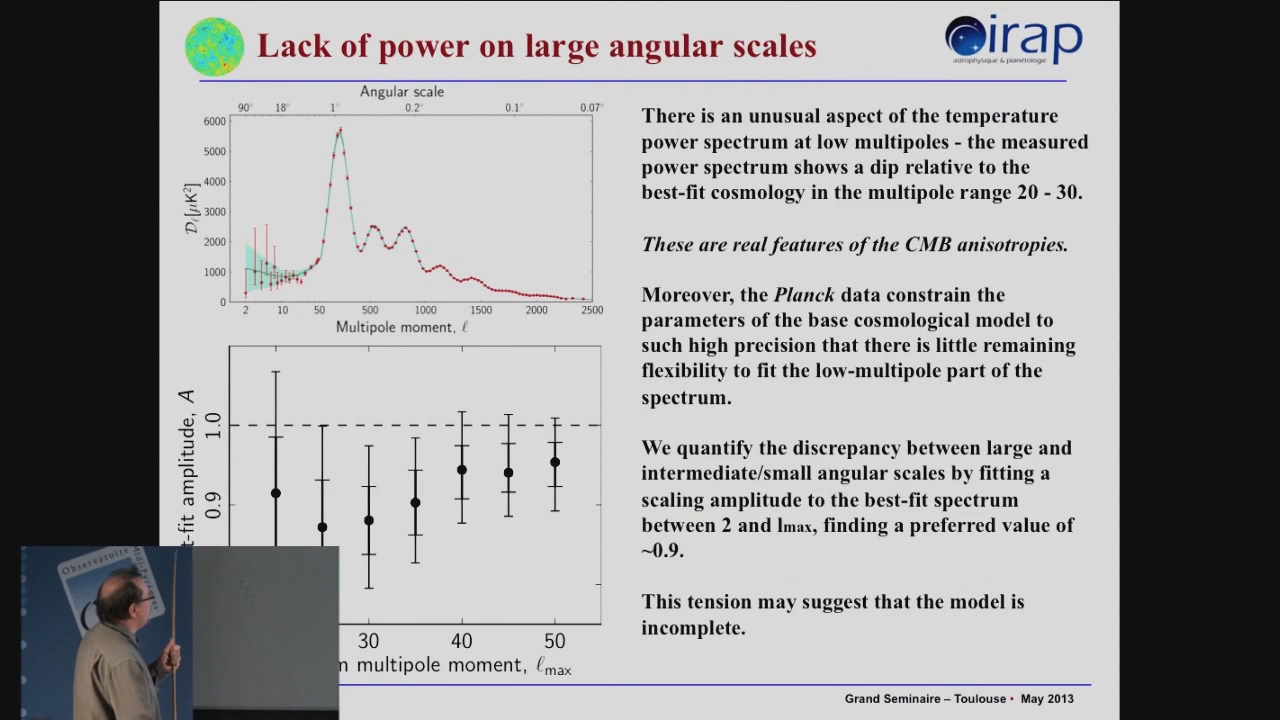 Lack of power on large angular scales
irap
astrophysique & planétologie
Angular scale
90° 18° 1° 0.2° 0.1° 0.07°
6000
5000
4000
3000
2000
1000
0
𝒟ℓ[μK²]
2 10 50 500 1000 1500 2000 2500
Multipole moment, ℓ
1.0
0.9
t-fit amplitude, A
30 40 50
m multipole moment, ℓmax
There is an unusual aspect of the temperature
power spectrum at low multipoles - the measured
power spectrum shows a dip relative to the
best-fit cosmology in the multipole range 20 - 30.
These are real features of the CMB anisotropies.
Moreover, the Planck data constrain the
parameters of the base cosmological model to
such high precision that there is little remaining
flexibility to fit the low-multipole part of the
spectrum.
We quantify the discrepancy between large and
intermediate/small angular scales by fitting a
scaling amplitude to the best-fit spectrum
between 2 and lmax, finding a preferred value of
~0.9.
This tension may suggest that the model is
incomplete.
Observatoire
Midi-Pyrénées
Grand Seminaire – Toulouse • May 2013